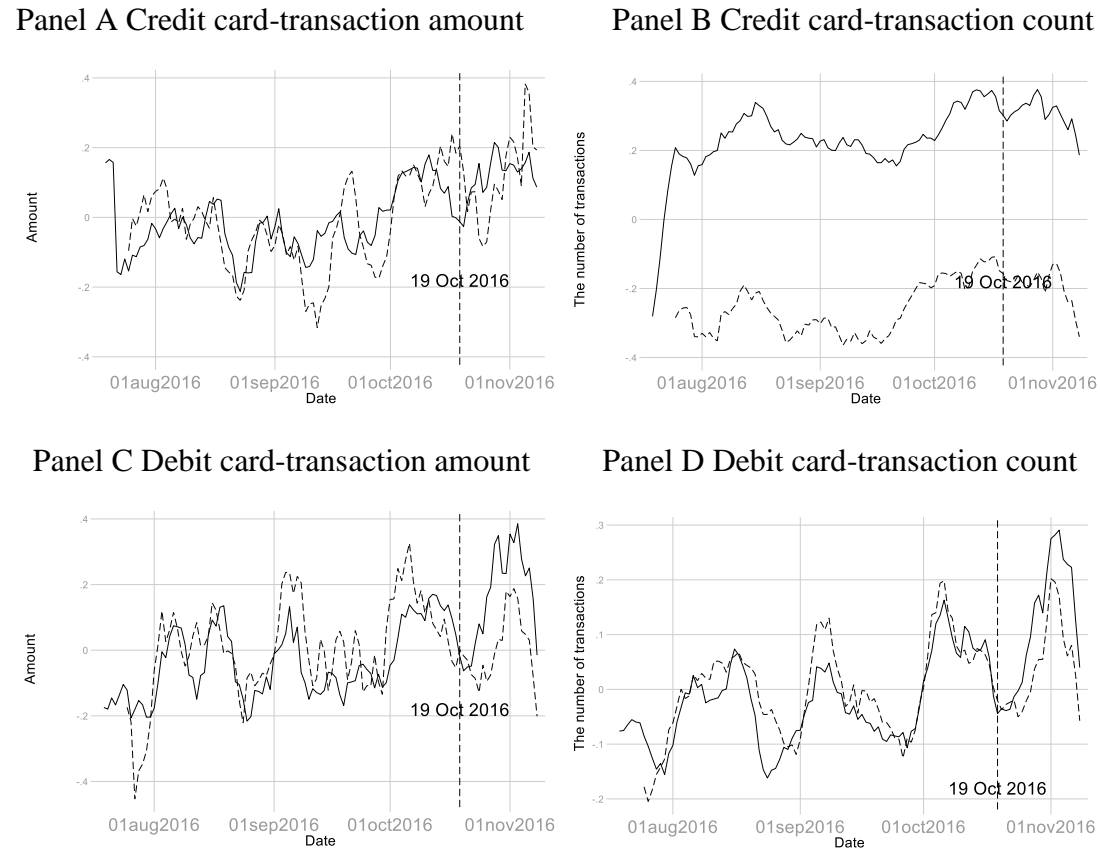 Panel A Credit card-transaction amount
.4
.2
0
-.2
-.4
Amount
19 Oct 2016
01aug2016 01sep2016 01oct2016 01nov2016
Date
Panel B Credit card-transaction count
.4
.2
0
-.2
-.4
The number of transactions
19 Oct 2016
01aug2016 01sep2016 01oct2016 01nov2016
Date
Panel C Debit card-transaction amount
.4
.2
0
-.2
-.4
Amount
19 Oct 2016
01aug2016 01sep2016 01oct2016 01nov2016
Date
Panel D Debit card-transaction count
.3
.2
.1
0
-.1
-.2
The number of transactions
19 Oct 2016
01aug2016 01sep2016 01oct2016 01nov2016
Date